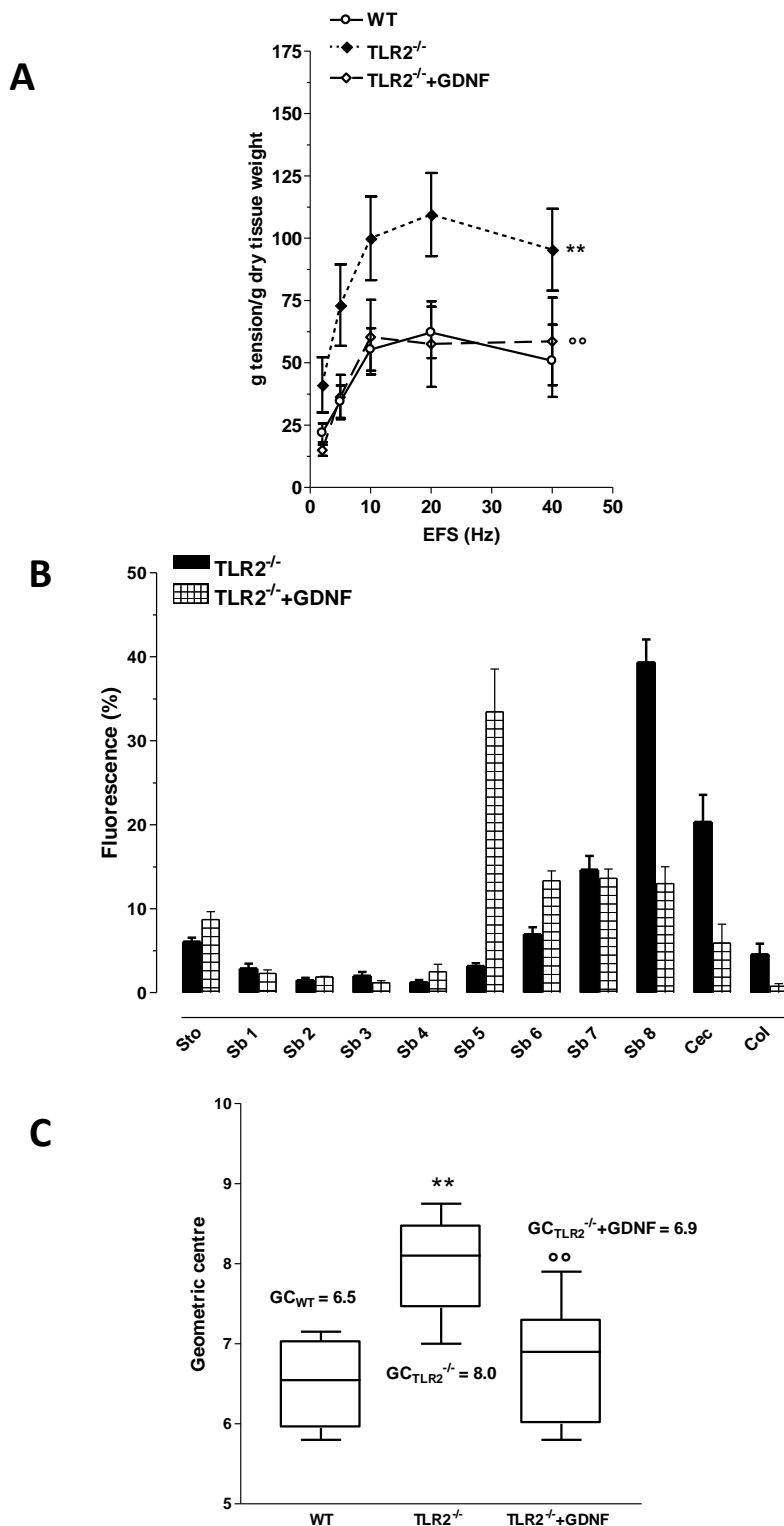 WT
TLR2-/-
TLR2-/-+GDNF
A
175
150
125
100
75
50
25
0
g tension/g dry tissue weight
**
°°
0 10 20 30 40 50
EFS (Hz)
B
TLR2-/-
TLR2-/-+GDNF
50
40
30
20
10
0
Fluorescence (%)
Sto Sb 1 Sb 2 Sb 3 Sb 4 Sb 5 Sb 6 Sb 7 Sb 8 Cec Col
C
10
9
8
7
6
5
Geometric centre
**
GCTLR2-/-+GDNF = 6.9
°°
GCWT = 6.5
GCTLR2-/- = 8.0
WT TLR2-/- TLR2-/-+GDNF